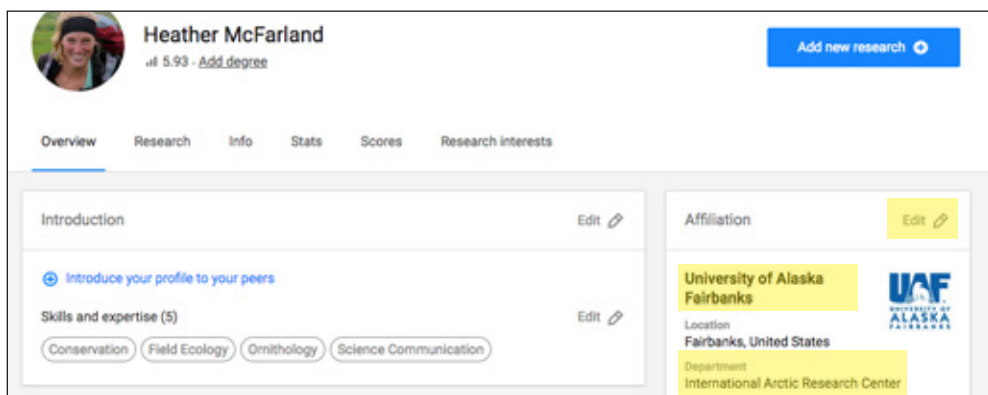 Heather McFarland
5.93 - Add degree
Add new research
Overview Research Info Stats Scores Research interests
Introduction Edit
Introduce your profile to your peers
Skills and expertise (5) Edit
Conservation Field Ecology Ornithology Science Communication
Affiliation Edit
University of Alaska
Fairbanks
UAF
UNIVERSITY OF
ALASKA
FAIRBANKS
Location
Fairbanks, United States
Department
International Arctic Research Center